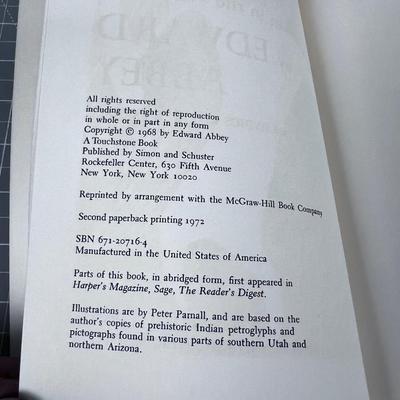 EDWARD
All rights reserved
including the right of reproduction
in whole or in part in any form
Copyright © 1968 by Edward Abbey
A Touchstone Book
Published by Simon and Schuster
Rockefeller Center, 630 Fifth Avenue
New York, New York 10020
Reprinted by arrangement with the McGraw-Hill Book Company
Second paperback printing 1972
SBN 671-20716-4
Manufactured in the United States of America
Parts of this book, in abridged form, first appeared in
Harper's Magazine, Sage, The Reader's Digest.
Illustrations are by Peter Parnall, and are based on the
author's copies of prehistoric Indian petroglyphs and
pictographs found in various parts of southern Utah and
northern Arizona.